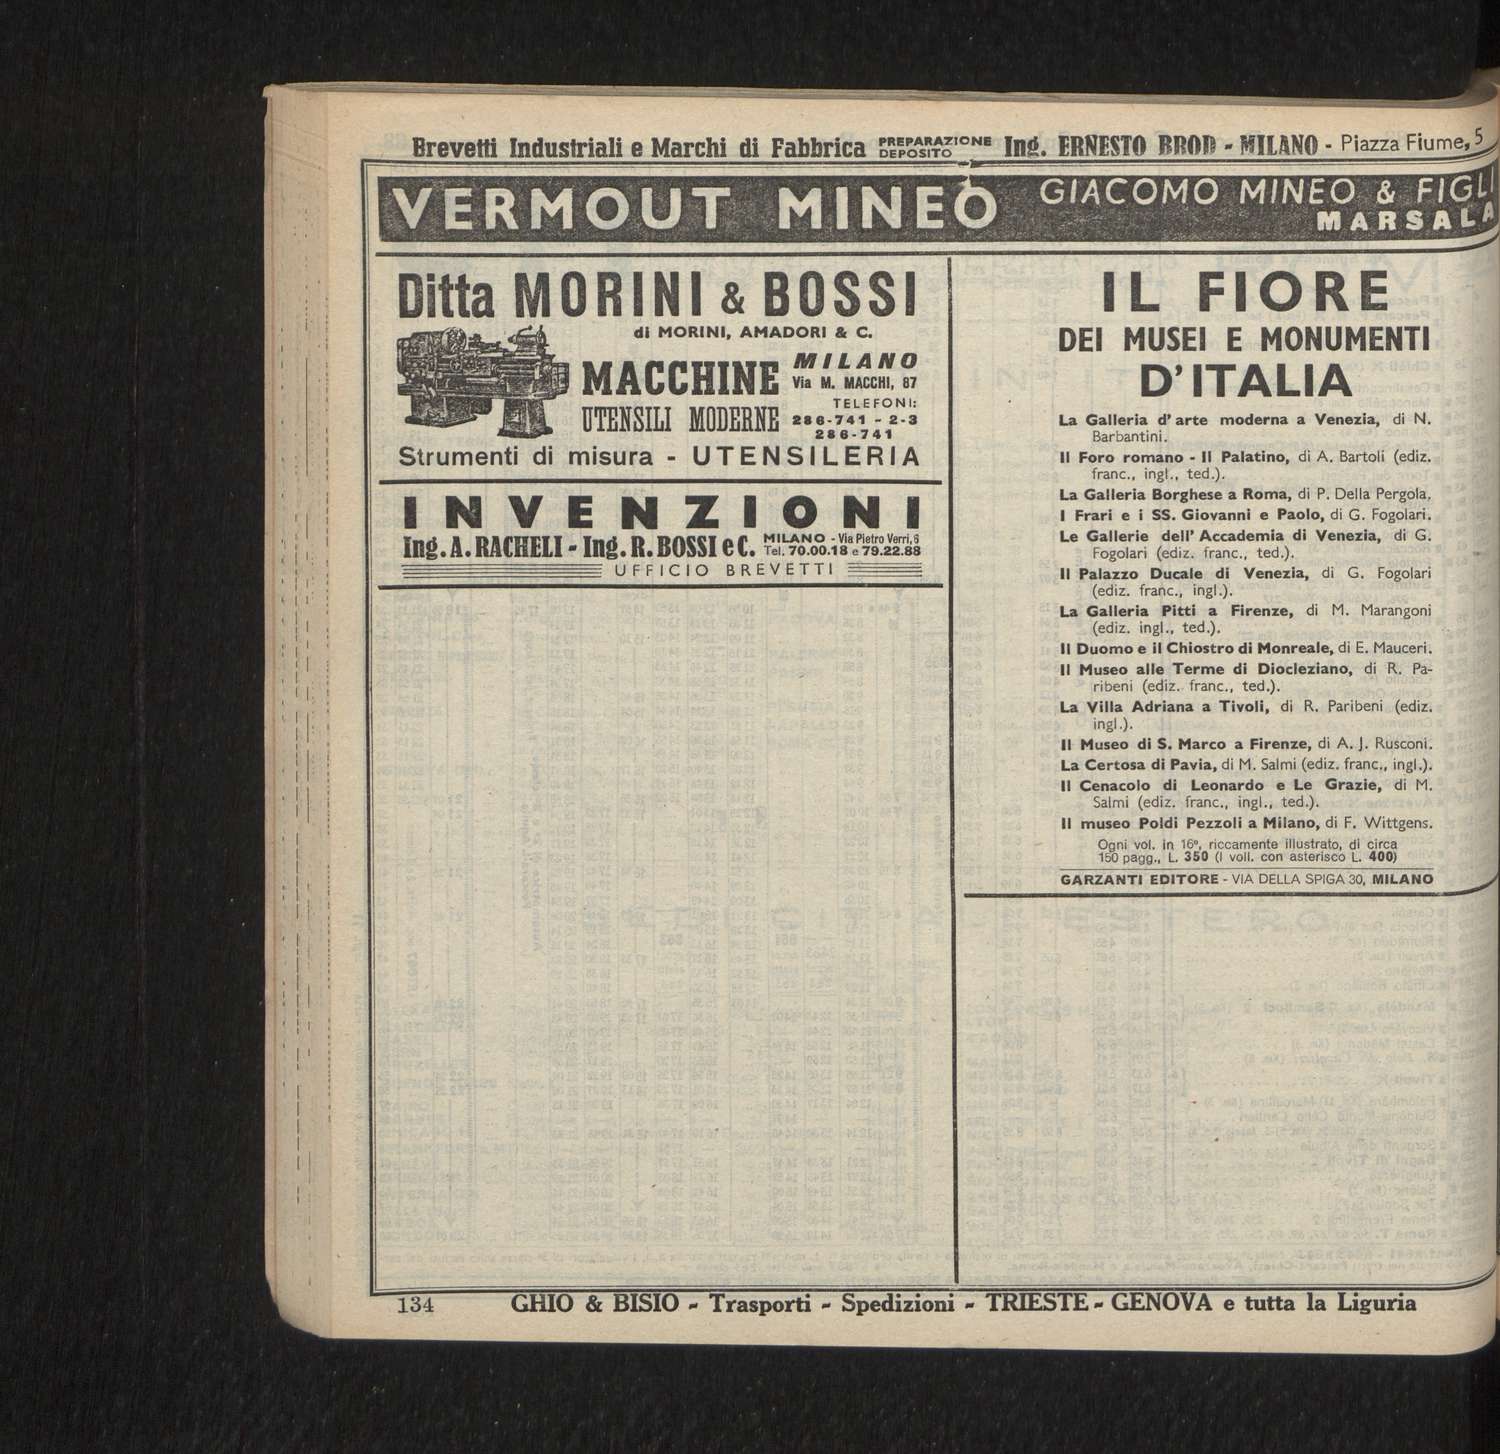 Brevetti Industriali e Marchi di Fabbrica PREPARAZIONE DEPOSITO Ing. ERNESTO BROD - MILANO - Piazza Fiume, 5
VERMOUT MINEO GIACOMO MINEO & FIGLI
MARSALA
Ditta MORINI & BOSSI
di MORINI, AMADORI & C.
MACCHINE
UTENSILI MODERNE
MILANO
Via M. MACCHI, 87
TELEFONI:
286-741 - 2-3
286-741
Strumenti di misura - UTENSILERIA
INVENZIONI
Ing. A. RACHELI - Ing. R. BOSSI e C. MILANO - Via Pietro Verri, 6
Tel. 70.00.18 e 79.22.88
UFFICIO BREVETTI
IL FIORE
DEI MUSEI E MONUMENTI
D'ITALIA
La Galleria d'arte moderna a Venezia, di N.
Barbantini.
Il Foro romano - Il Palatino, di A. Bartoli (ediz.
franc., ingl., ted.).
La Galleria Borghese a Roma, di P. Della Pergola.
I Frari e i SS. Giovanni e Paolo, di G. Fogolari.
Le Gallerie dell'Accademia di Venezia, di G.
Fogolari (ediz. franc., ted.).
Il Palazzo Ducale di Venezia, di G. Fogolari
(ediz. franc., ingl.).
La Galleria Pitti a Firenze, di M. Marangoni
(ediz. ingl., ted.).
Il Duomo e il Chiostro di Monreale, di E. Mauceri.
Il Museo alle Terme di Diocleziano, di R. Pa-
ribeni (ediz. franc., ted.).
La Villa Adriana a Tivoli, di R. Paribeni (ediz.
ingl.).
Il Museo di S. Marco a Firenze, di A. J. Rusconi.
La Certosa di Pavia, di M. Salmi (ediz. franc., ingl.).
Il Cenacolo di Leonardo e Le Grazie, di M.
Salmi (ediz. franc., ingl., ted.).
Il museo Poldi Pezzoli a Milano, di F. Wittgens.
Ogni vol. in 16º, riccamente illustrato, di circa
150 pagg., L. 350 (I voll. con asterisco L. 400)
GARZANTI EDITORE - VIA DELLA SPIGA 30, MILANO
134 GHIO & BISIO - Trasporti - Spedizioni - TRIESTE - GENOVA e tutta la Liguria